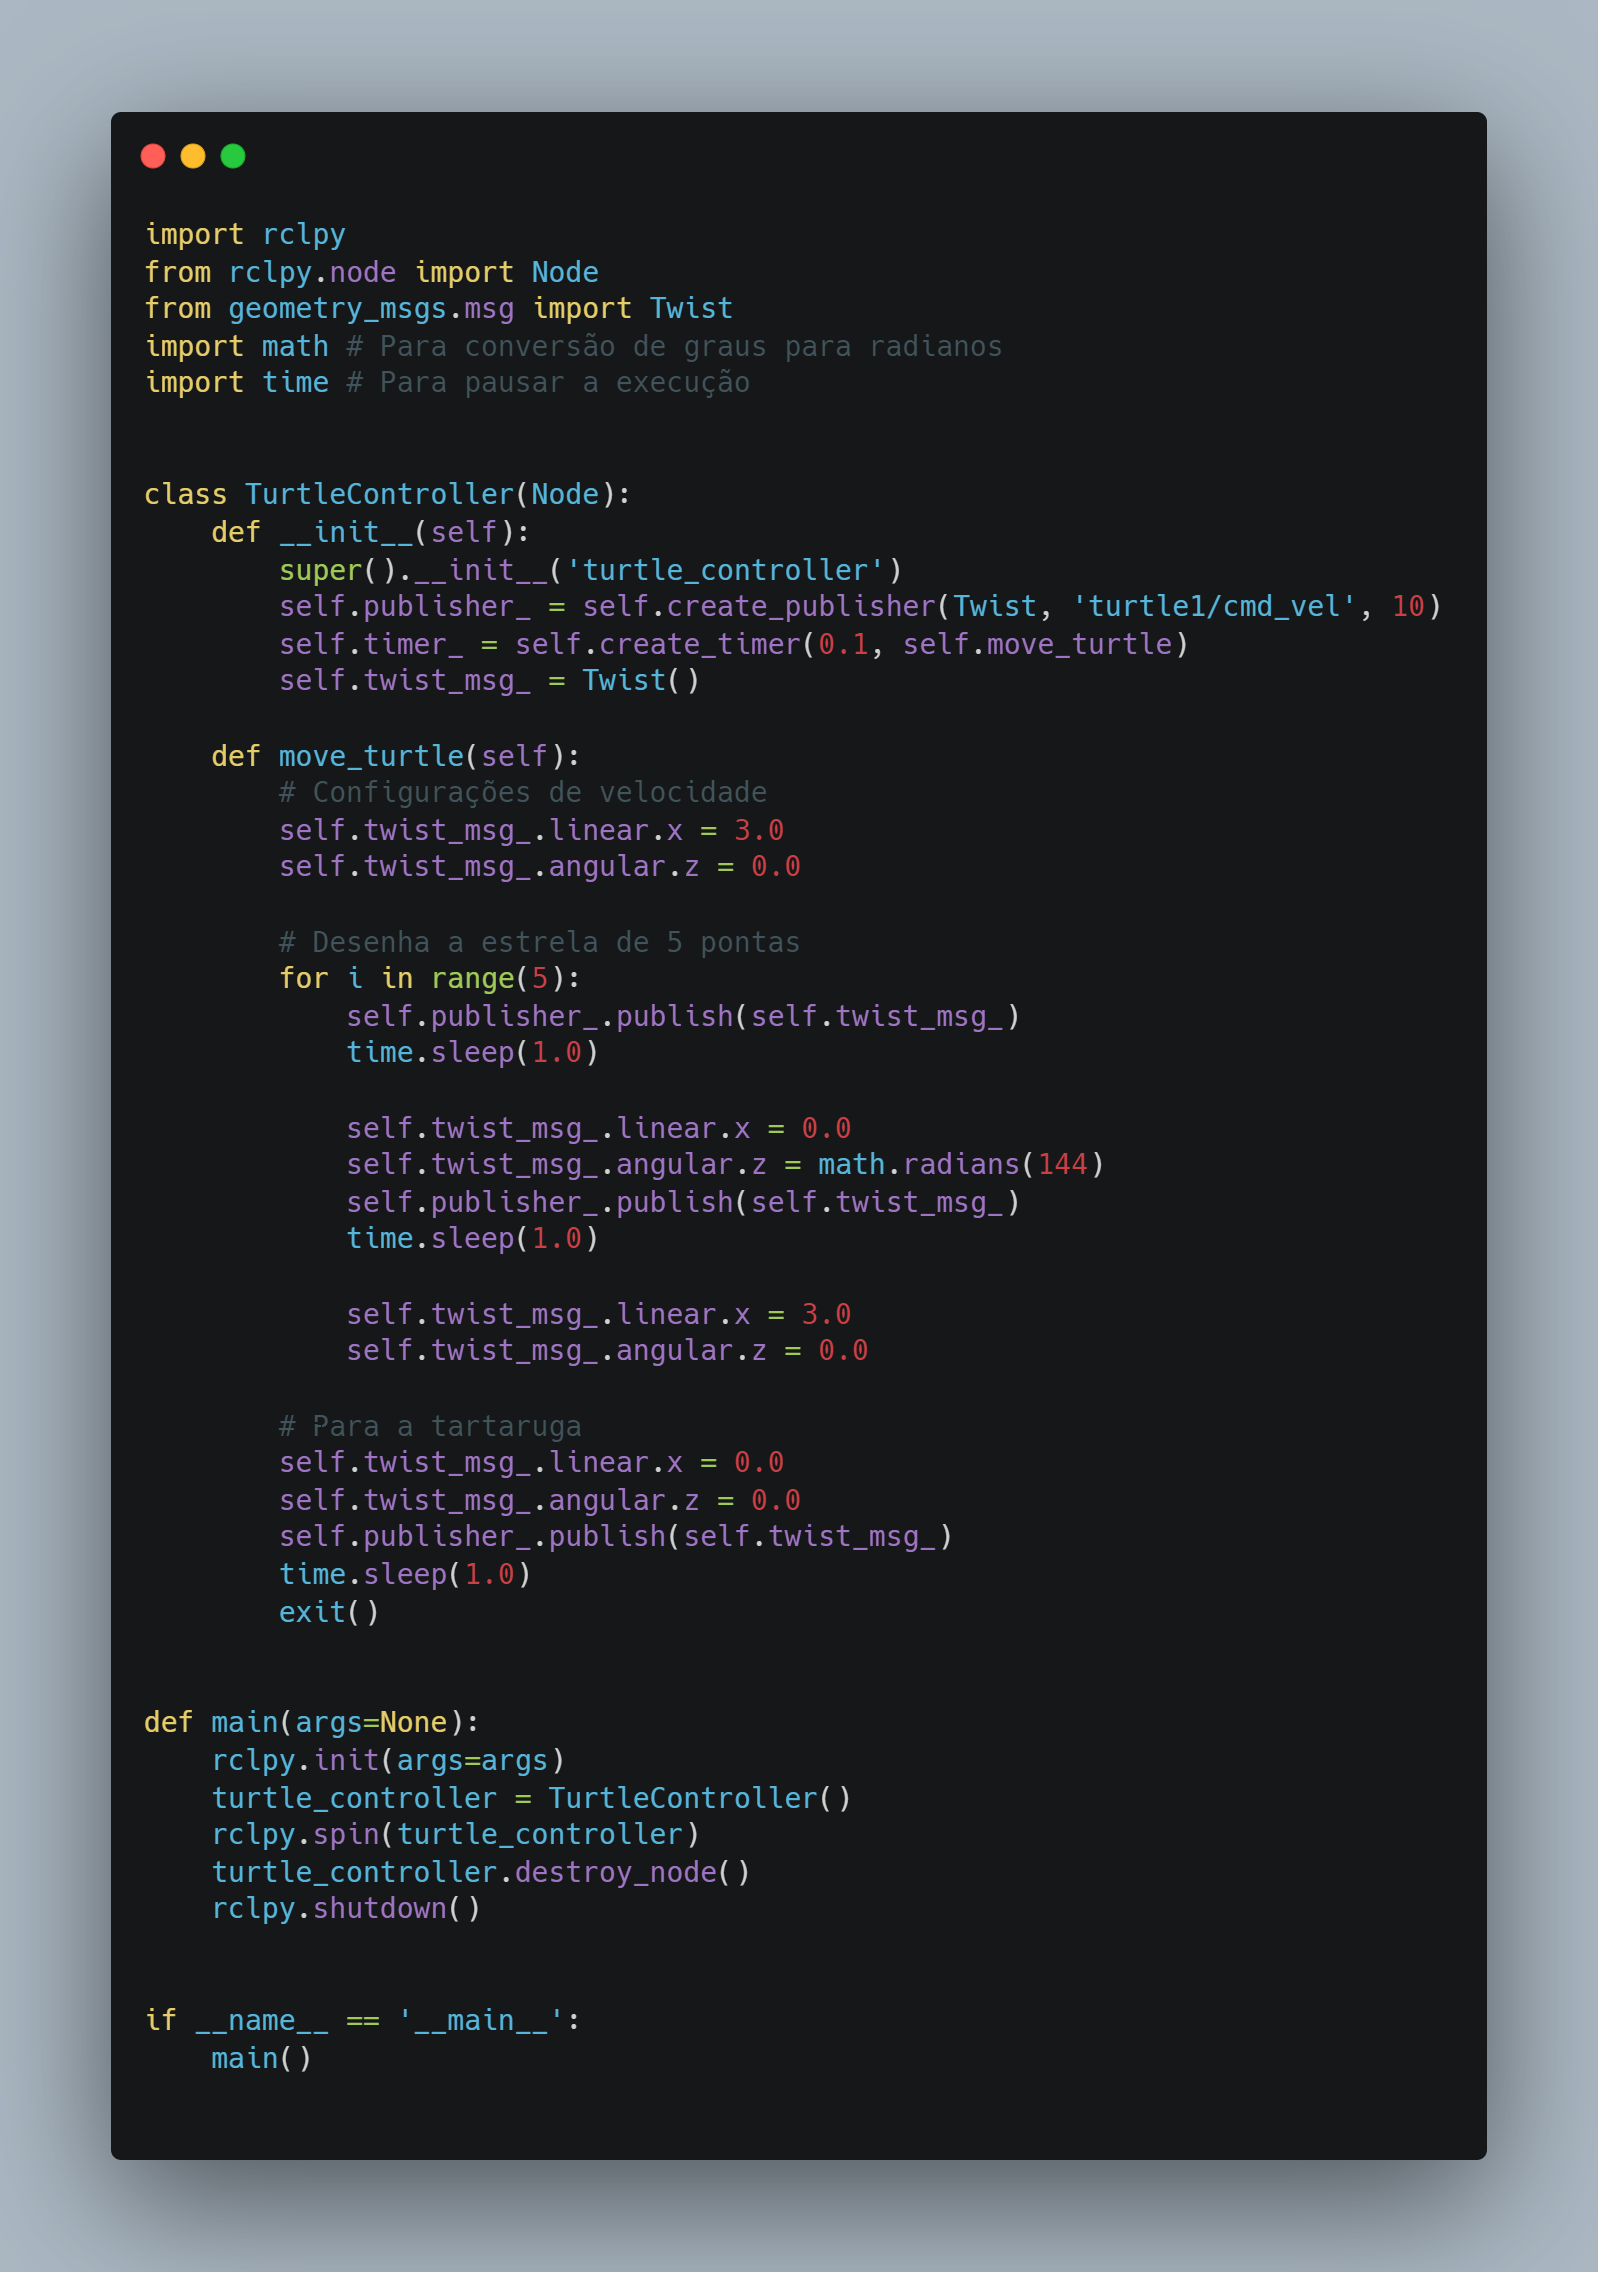 import rclpy
from rclpy.node import Node
from geometry_msgs.msg import Twist
import math # Para conversão de graus para radianos
import time # Para pausar a execução
class TurtleController(Node):
    def __init__(self):
        super().__init__('turtle_controller')
        self.publisher_ = self.create_publisher(Twist, 'turtle1/cmd_vel', 10)
        self.timer_ = self.create_timer(0.1, self.move_turtle)
        self.twist_msg_ = Twist()
    def move_turtle(self):
        # Configurações de velocidade
        self.twist_msg_.linear.x = 3.0
        self.twist_msg_.angular.z = 0.0
        # Desenha a estrela de 5 pontas
        for i in range(5):
            self.publisher_.publish(self.twist_msg_)
            time.sleep(1.0)
            self.twist_msg_.linear.x = 0.0
            self.twist_msg_.angular.z = math.radians(144)
            self.publisher_.publish(self.twist_msg_)
            time.sleep(1.0)
            self.twist_msg_.linear.x = 3.0
            self.twist_msg_.angular.z = 0.0
        # Para a tartaruga
        self.twist_msg_.linear.x = 0.0
        self.twist_msg_.angular.z = 0.0
        self.publisher_.publish(self.twist_msg_)
        time.sleep(1.0)
        exit()
def main(args=None):
    rclpy.init(args=args)
    turtle_controller = TurtleController()
    rclpy.spin(turtle_controller)
    turtle_controller.destroy_node()
    rclpy.shutdown()
if __name__ == '__main__':
    main()